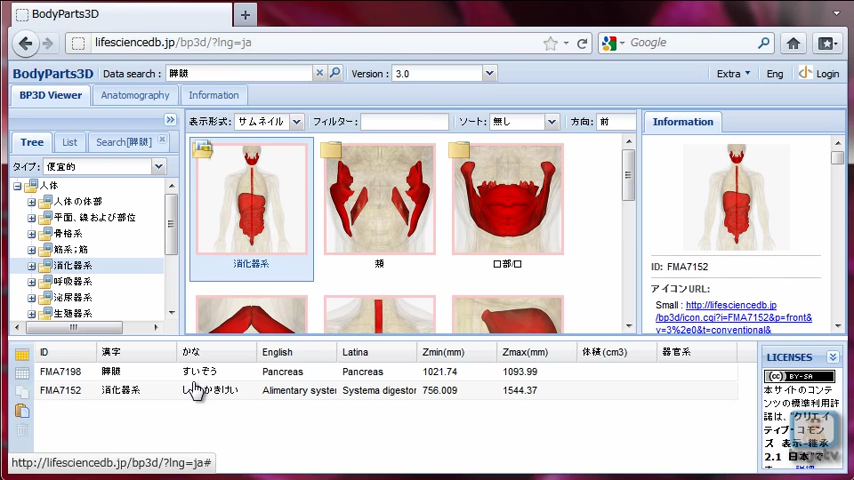 BodyParts3D
lifesciencedb.jp/bp3d/?lng=ja
Google
BodyParts3D Data search : 膵臓 Version : 3.0 Extra Eng Login
BP3D Viewer Anatomography Information
Tree List Search[膵臓]
タイプ: 便宜的
人体
人体の体部
平面、線および部位
骨格系
筋系;筋
消化器系
呼吸器系
泌尿器系
生殖器系
表示形式: サムネイル フィルター: ソート: 無し 方向: 前
消化器系 頬 口部/口
Information
ID: FMA7152
アイコンURL:
Small : http://lifesciencedb.jp
/bp3d/icon.cgi?i=FMA7152&p=front&
v=3%2e0&t=conventional&
ID 漢字 かな English Latina Zmin(mm) Zmax(mm) 体積(cm3) 器官系
FMA7198 膵臓 すいぞう Pancreas Pancreas 1021.74 1093.99
FMA7152 消化器系 Alimentary system Systema digestor 756.009 1544.37
LICENSES
cc BY-SA
本サイトのコンテ
ンツの標準利用許
諾は、クリエイ
ティブ・コモン
ズ 表示-継承
2.1 日本で
http://lifesciencedb.jp/bp3d/?lng=ja#